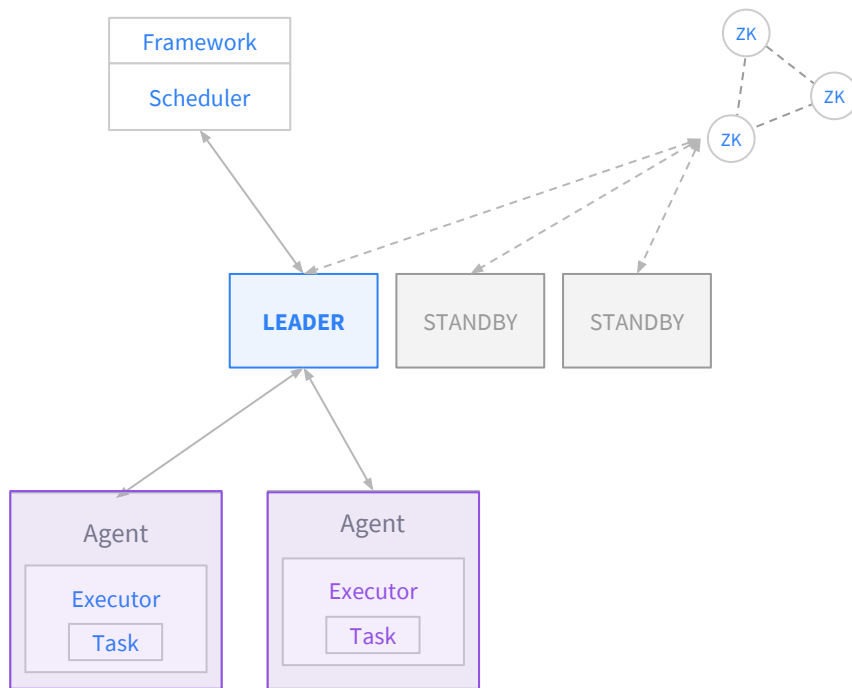 Framework
Scheduler
ZK
ZK
ZK
LEADER
STANDBY
STANDBY
Agent
Executor
Task
Agent
Executor
Task